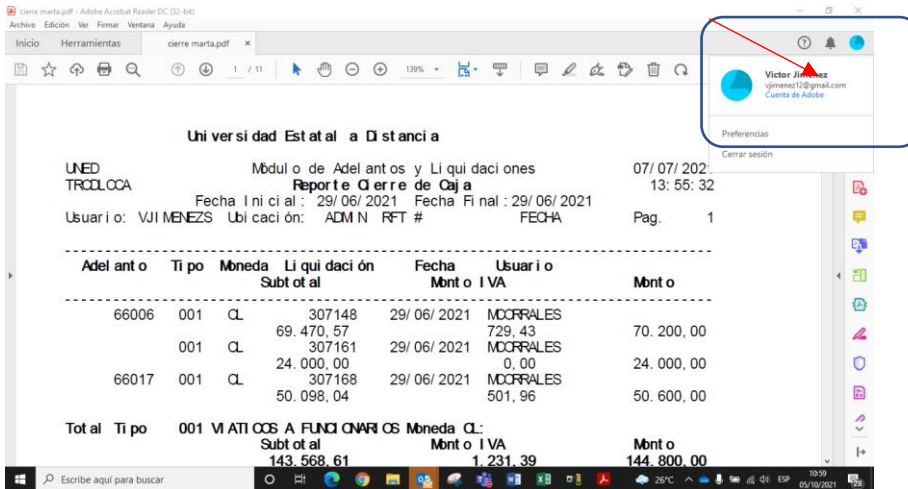 cierre marta.pdf - Adobe Acrobat Reader DC (32-bit)
Archivo Edición Ver Firmar Ventana Ayuda
Inicio Herramientas cierre marta.pdf ×
1 / 11 139%
Victor Jimenez
vjimenez12@gmail.com
Cuenta de Adobe
Preferencias
Cerrar sesión
Universidad Estatal a Distancia
UNED Módulo de Adelantos y Liquidaciones 07/07/202
TRCDLCCA Reporte Cierre de Caja 13:55:32
Fecha Inicial: 29/06/2021 Fecha Final:29/06/2021
Usuario: VJIMENEZS Ubicación: ADMIN RFT # FECHA Pag. 1
Adelanto Tipo Moneda Liquidación Fecha Usuario
Subtotal Monto IVA Monto
66006 001 CL 307148 29/06/2021 MCORRALES
69.470,57 729,43 70.200,00
001 CL 307161 29/06/2021 MCORRALES
24.000,00 0,00 24.000,00
66017 001 CL 307168 29/06/2021 MCORRALES
50.098,04 501,96 50.600,00
Total Tipo 001 VIATICOS A FUNCIONARIOS Moneda CL:
Subtotal Monto IVA Monto
143.568,61 1.231,39 144.800,00
Escribe aquí para buscar 26°C ESP 10:59
05/10/2021 28